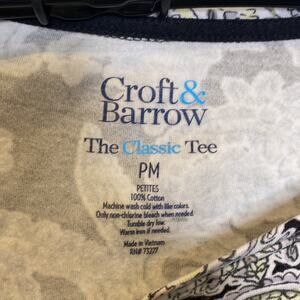 Croft&
Barrow
The Classic Tee
PM
PETITES
100% Cotton
Machine wash cold with like colors.
Only non-chlorine bleach when needed.
Tumble dry low.
Warm iron if needed.
Made in Vietnam
RN# 73277